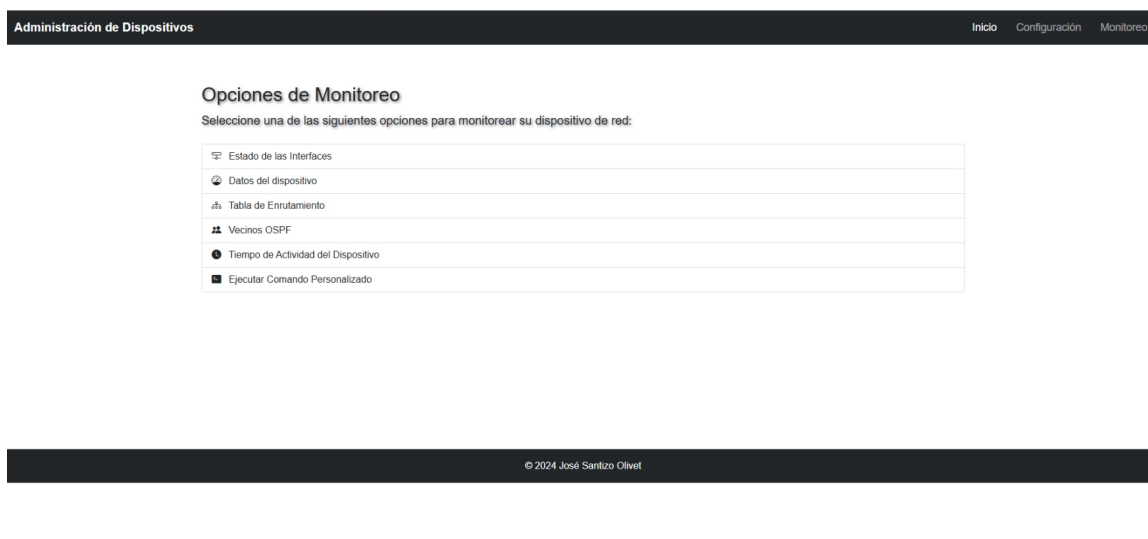 Administración de Dispositivos
Inicio Configuración Monitoreo
Opciones de Monitoreo
Seleccione una de las siguientes opciones para monitorear su dispositivo de red:
Estado de las Interfaces
Datos del dispositivo
Tabla de Enrutamiento
Vecinos OSPF
Tiempo de Actividad del Dispositivo
Ejecutar Comando Personalizado
© 2024 José Santizo Olivet